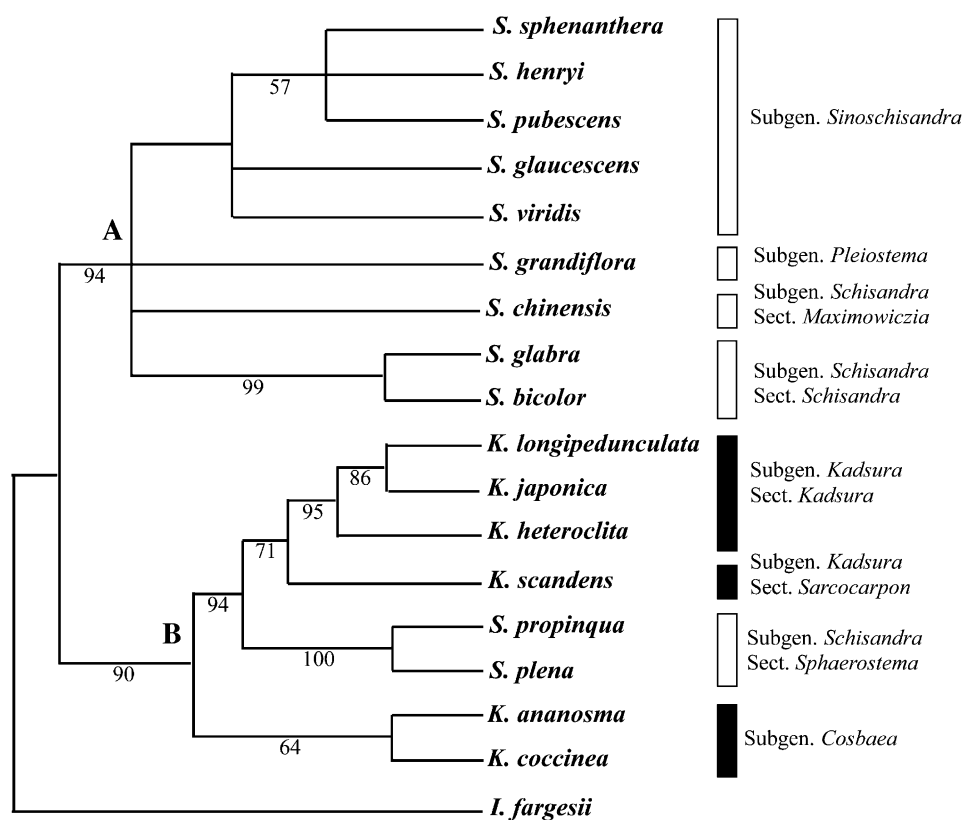 S. sphenanthera
S. henryi
57
S. pubescens
Subgen. Sinoschisandra
S. glaucescens
S. viridis
A
S. grandiflora
Subgen. Pleiostema
94
Subgen. Schisandra
Sect. Maximowiczia
S. chinensis
S. glabra
Subgen. Schisandra
Sect. Schisandra
99
S. bicolor
K. longipedunculata
86
K. japonica
Subgen. Kadsura
Sect. Kadsura
95
K. heteroclita
71
Subgen. Kadsura
Sect. Sarcocarpon
K. scandens
94
B
S. propinqua
Subgen. Schisandra
Sect. Sphaerostema
100
90
S. plena
K. ananosma
64
Subgen. Cosbaea
K. coccinea
I. fargesii